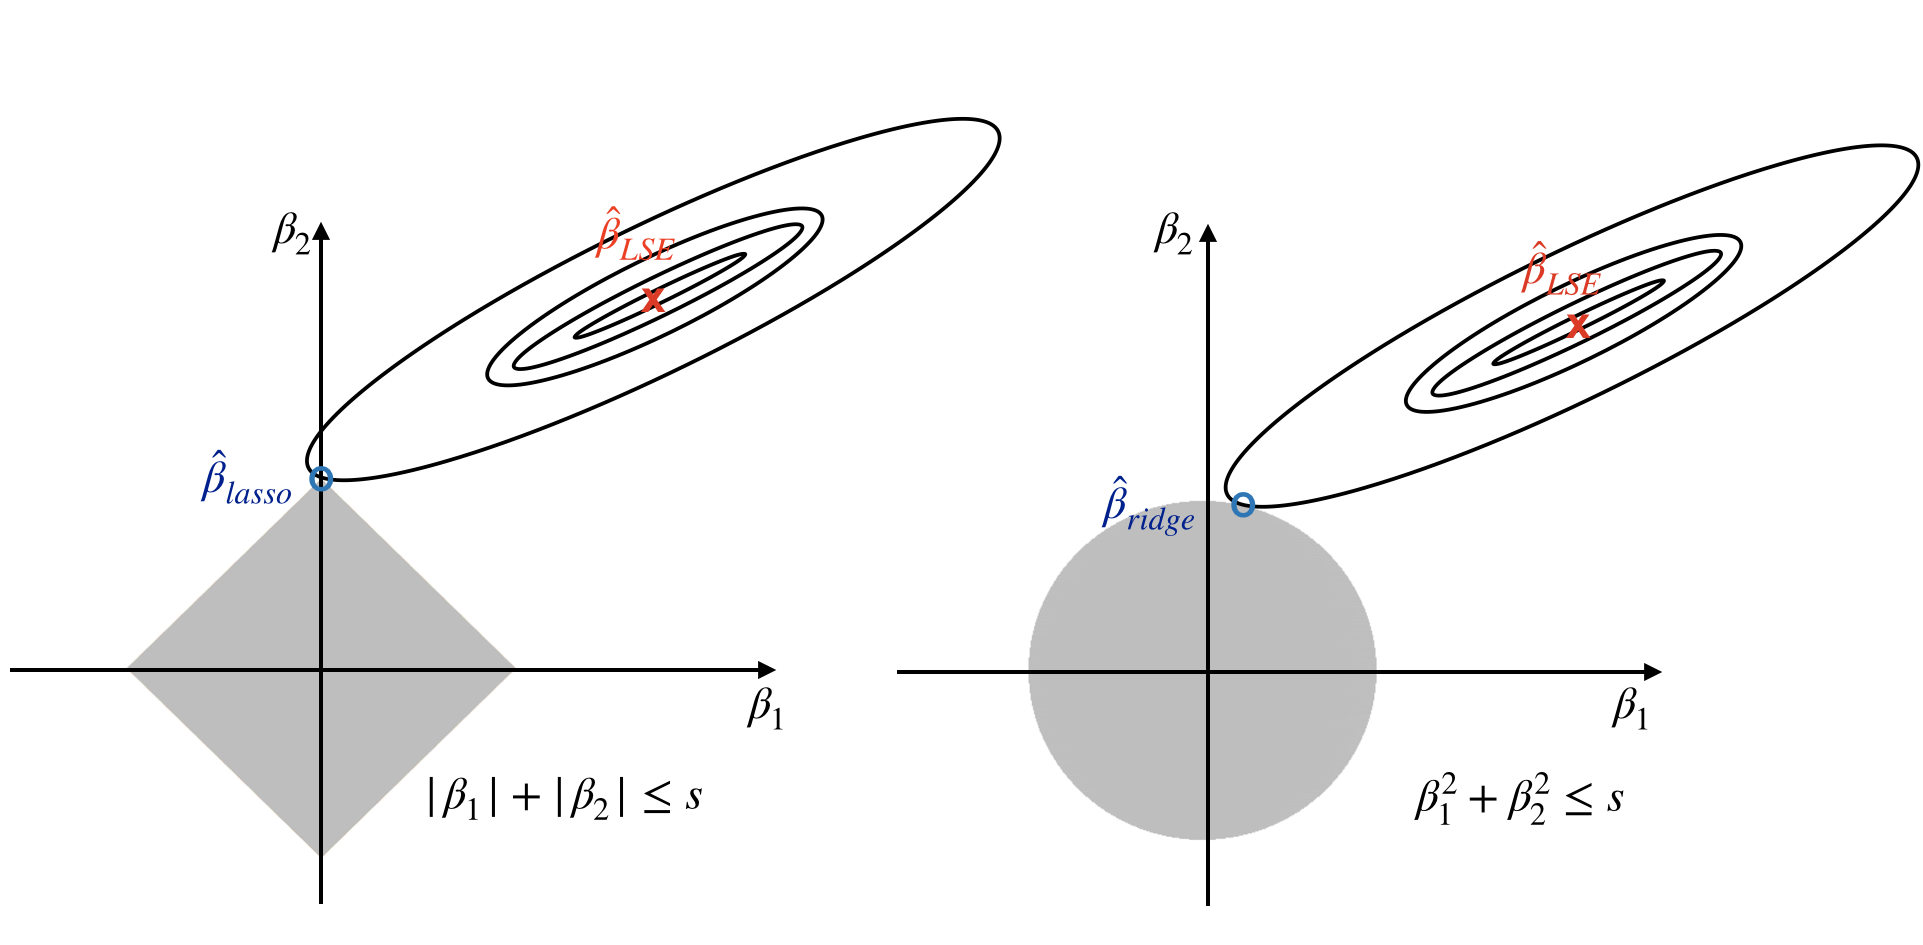 β₂
β̂_LSE
x
β̂_lasso
β₁
|β₁| + |β₂| ≤ s
β₂
β̂_LSE
x
β̂_ridge
β₁
β₁² + β₂² ≤ s